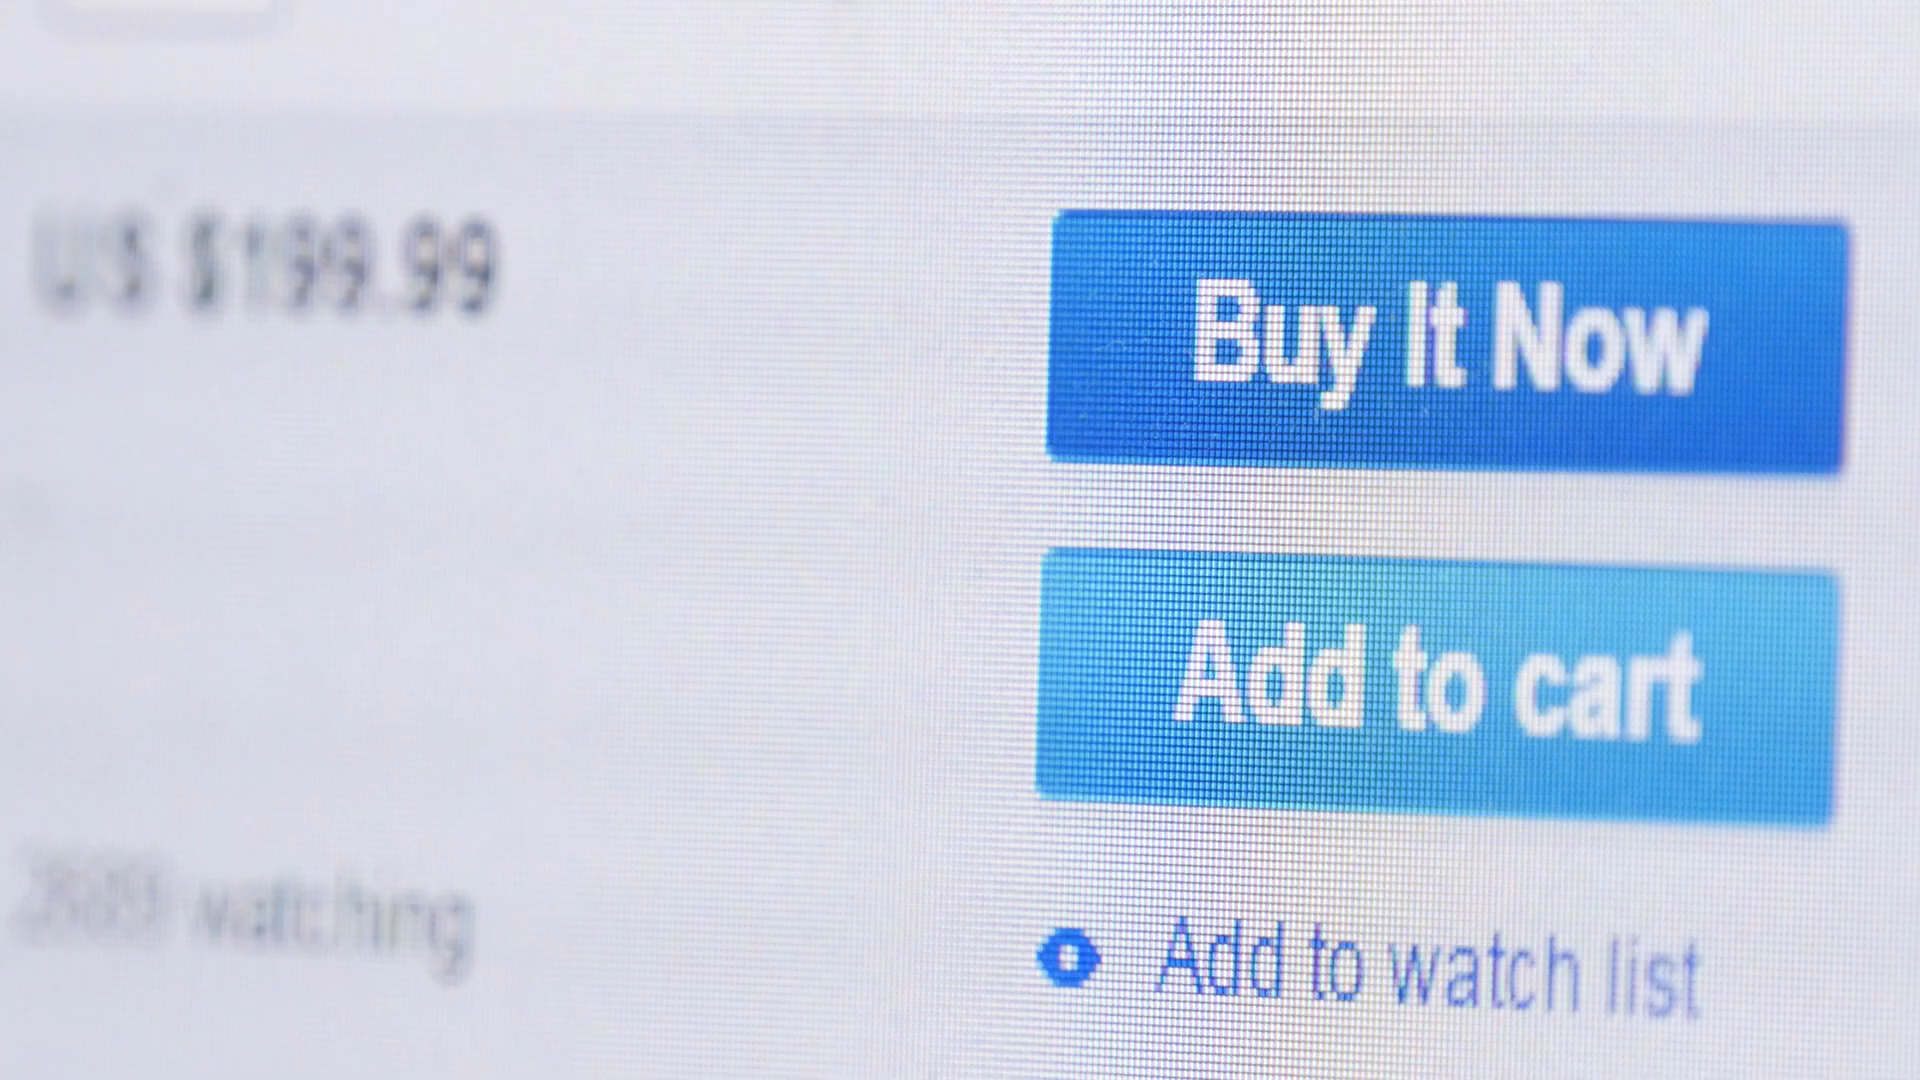 US $199.99
Buy It Now
Add to cart
watching
Add to watch list